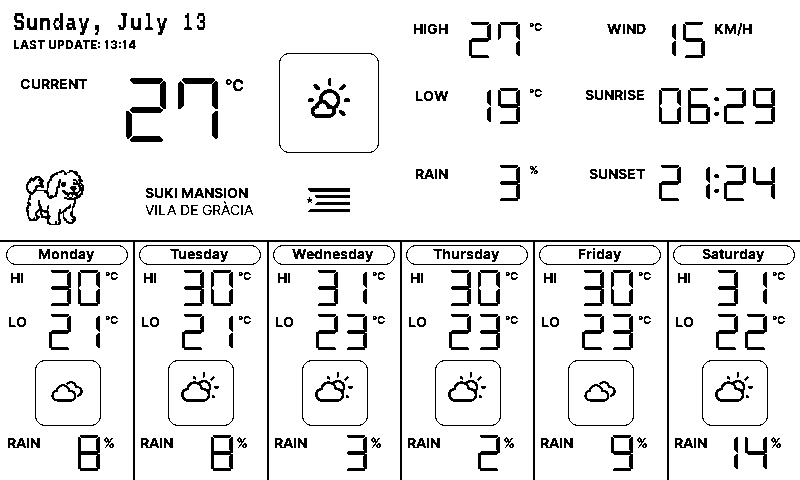 Sunday, July 13
LAST UPDATE: 13:14
CURRENT 27 °C
HIGH 27 °C
WIND 15 KM/H
LOW 19 °C
SUNRISE 06:29
RAIN 3 %
SUNSET 21:24
SUKI MANSION
VILA DE GRÀCIA
Monday
HI 30 °C
LO 21 °C
RAIN 8 %
Tuesday
HI 30 °C
LO 21 °C
RAIN 8 %
Wednesday
HI 31 °C
LO 23 °C
RAIN 3 %
Thursday
HI 30 °C
LO 23 °C
RAIN 2 %
Friday
HI 30 °C
LO 23 °C
RAIN 9 %
Saturday
HI 31 °C
LO 22 °C
RAIN 14 %